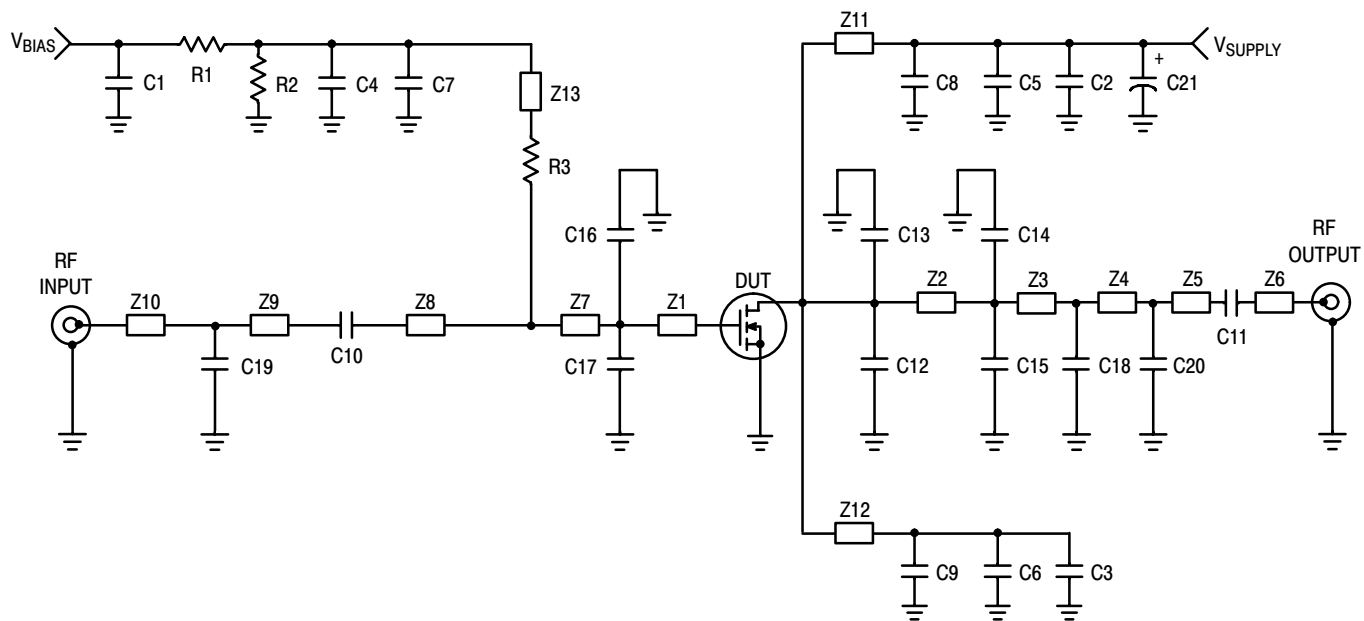 VBIAS
C1
R1
R2
C4
C7
Z13
R3
Z11
C8
C5
C2
+
C21
VSUPPLY
RF
INPUT
Z10
C19
Z9
C10
Z8
Z7
C16
C17
Z1
DUT
C13
C12
Z2
C14
C15
Z3
C18
Z4
C20
Z5
C11
Z6
RF
OUTPUT
Z12
C9
C6
C3